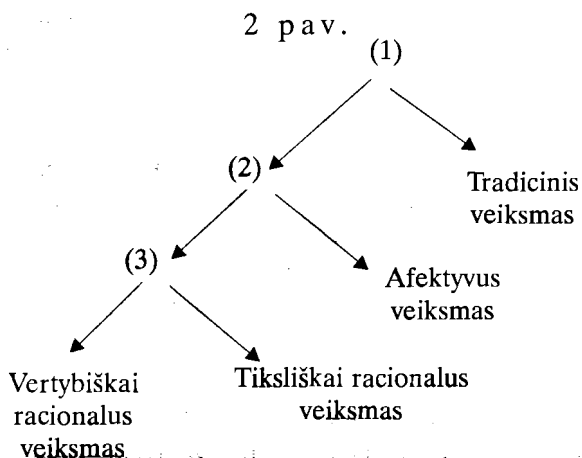 2 pav.
(1)
(2)
Tradicinis
veiksmas
(3)
Afektyvus
veiksmas
Vertybiškai
racionalus
veiksmas
Tiksliškai racionalus
veiksmas